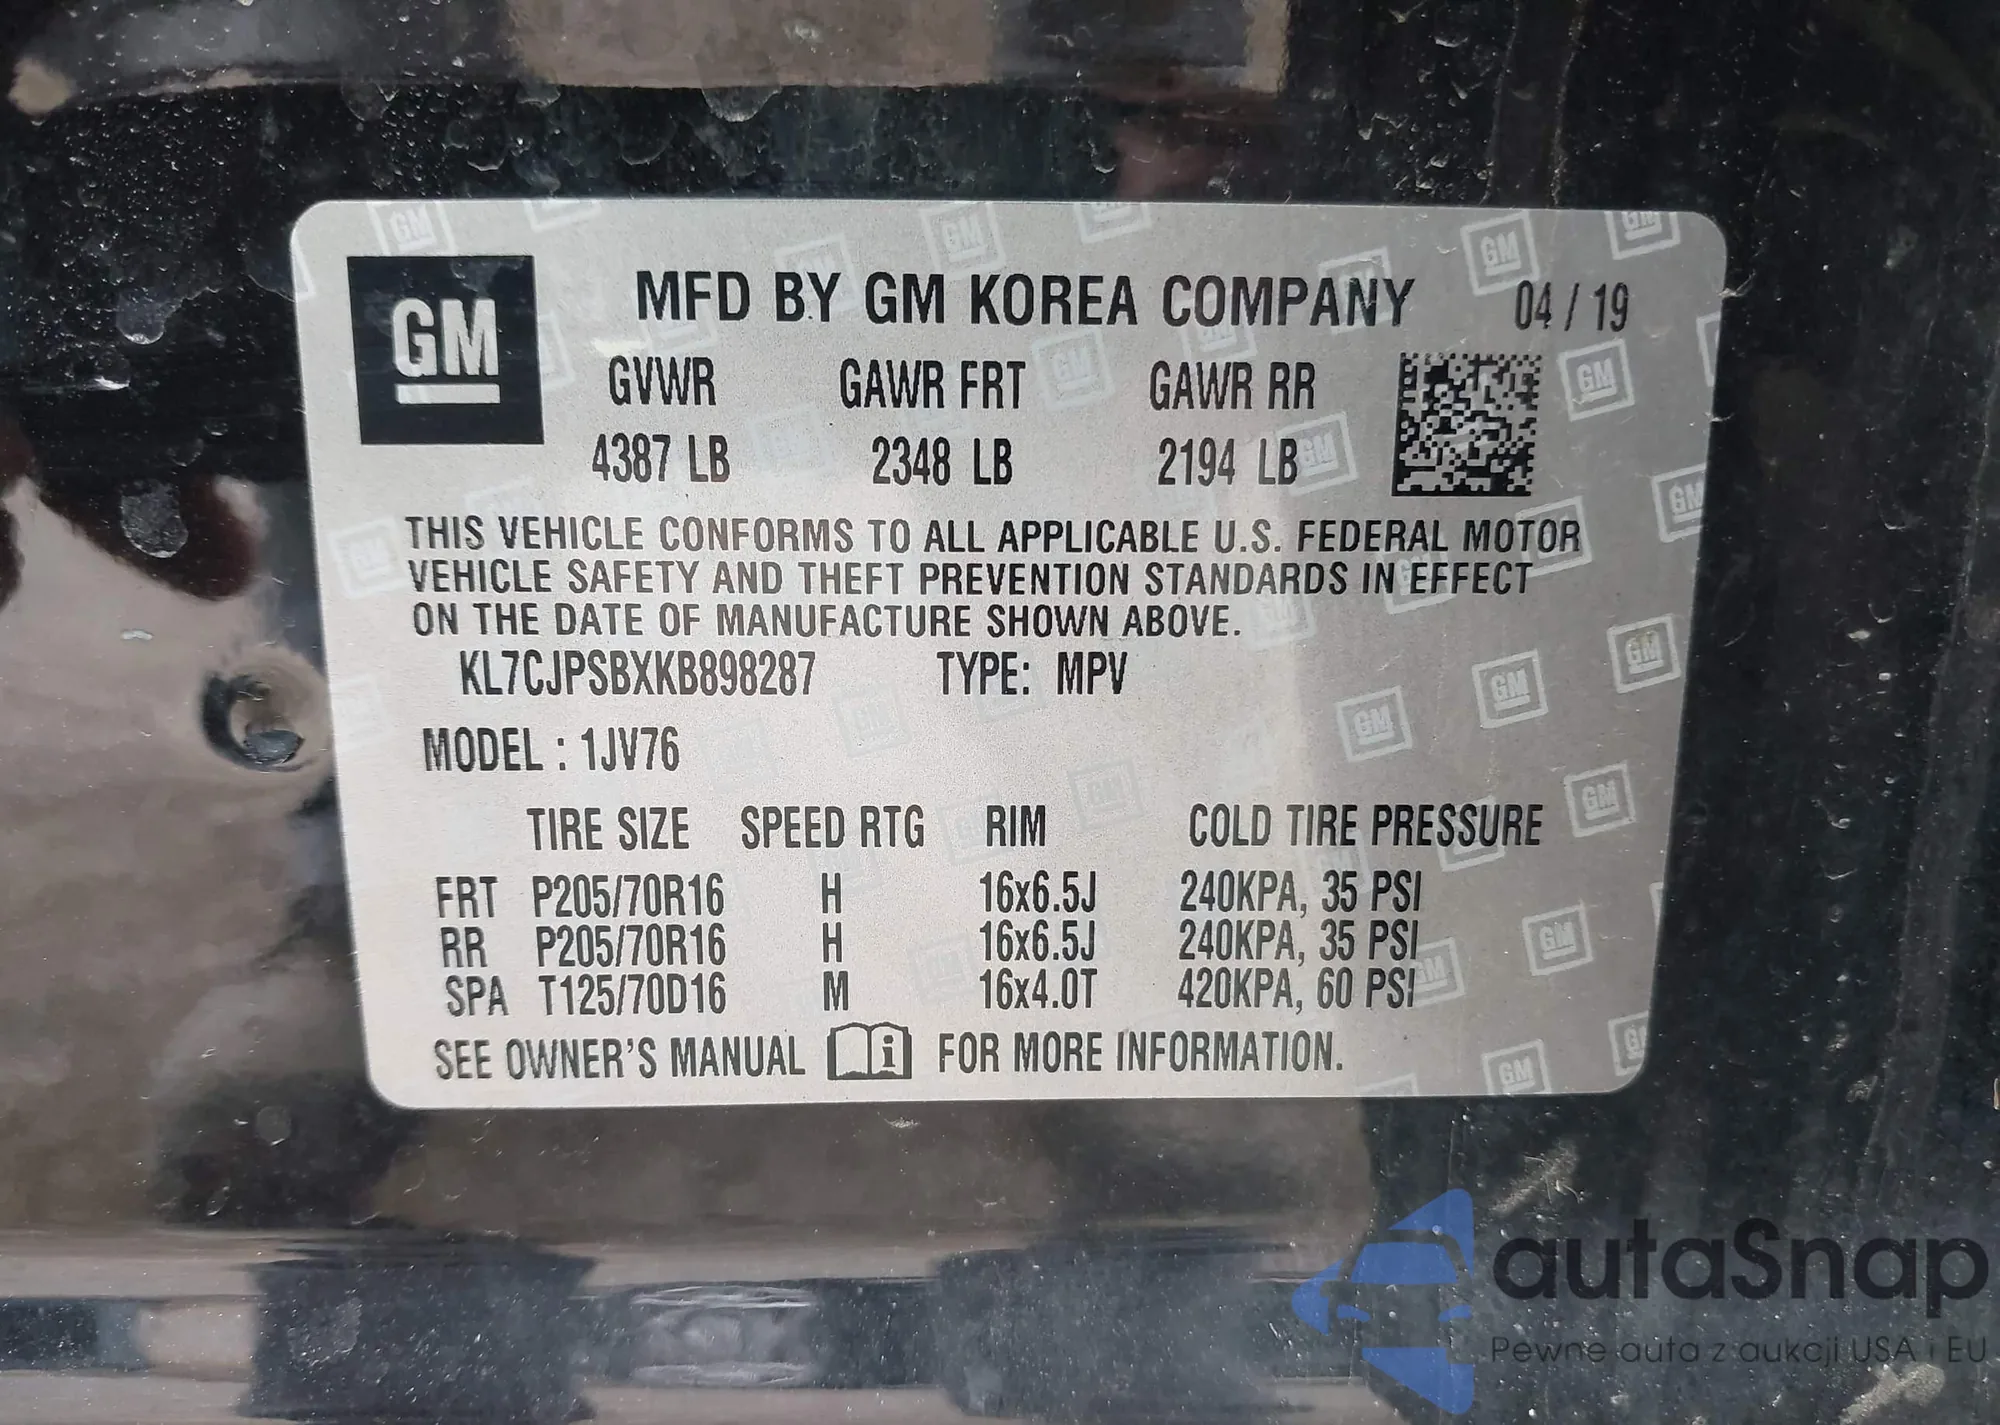 GM
MFD BY GM KOREA COMPANY 04 / 19
GVWR GAWR FRT GAWR RR
4387 LB 2348 LB 2194 LB
THIS VEHICLE CONFORMS TO ALL APPLICABLE U.S. FEDERAL MOTOR
VEHICLE SAFETY AND THEFT PREVENTION STANDARDS IN EFFECT
ON THE DATE OF MANUFACTURE SHOWN ABOVE.
KL7CJPSBXKB898287 TYPE: MPV
MODEL : 1JV76
TIRE SIZE SPEED RTG RIM COLD TIRE PRESSURE
FRT P205/70R16 H 16x6.5J 240KPA, 35 PSI
RR P205/70R16 H 16x6.5J 240KPA, 35 PSI
SPA T125/70D16 M 16x4.0T 420KPA, 60 PSI
SEE OWNER'S MANUAL i FOR MORE INFORMATION.
autaSnap
Pewne auta z aukcji USA i EU